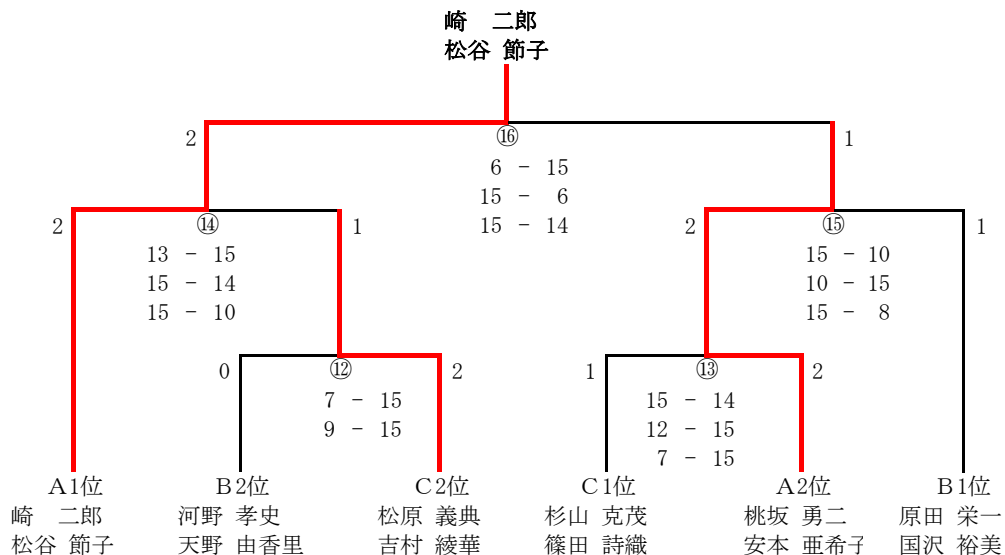 崎　二郎
松谷 節子
2 ⑯ 1
6 － 15
15 － 6
15 － 14
2 ⑭ 1
13 － 15
15 － 14
15 － 10
2 ⑮ 1
15 － 10
10 － 15
15 － 8
0 ⑫ 2
7 － 15
9 － 15
1 ⑬ 2
15 － 14
12 － 15
7 － 15
A1位 B2位 C2位 C1位 A2位 B1位
崎　二郎 河野 孝史 松原 義典 杉山 克茂 桃坂 勇二 原田 栄一
松谷 節子 天野 由香里 吉村 綾華 篠田 詩織 安本 亜希子 国沢 裕美